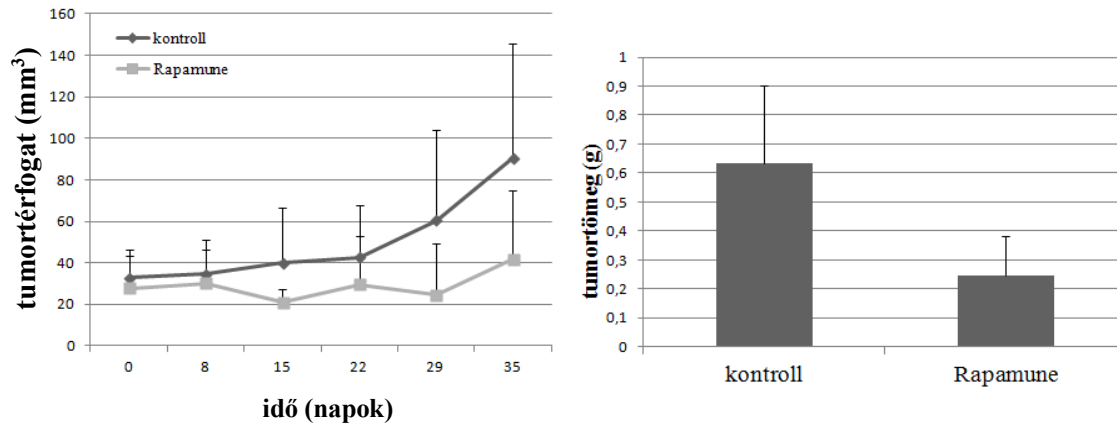 tumortérfogat (mm³)
160
140
120
100
80
60
40
20
0
kontroll
Rapamune
0 8 15 22 29 35
idő (napok)
tumortömeg (g)
1
0,9
0,8
0,7
0,6
0,5
0,4
0,3
0,2
0,1
0
kontroll Rapamune